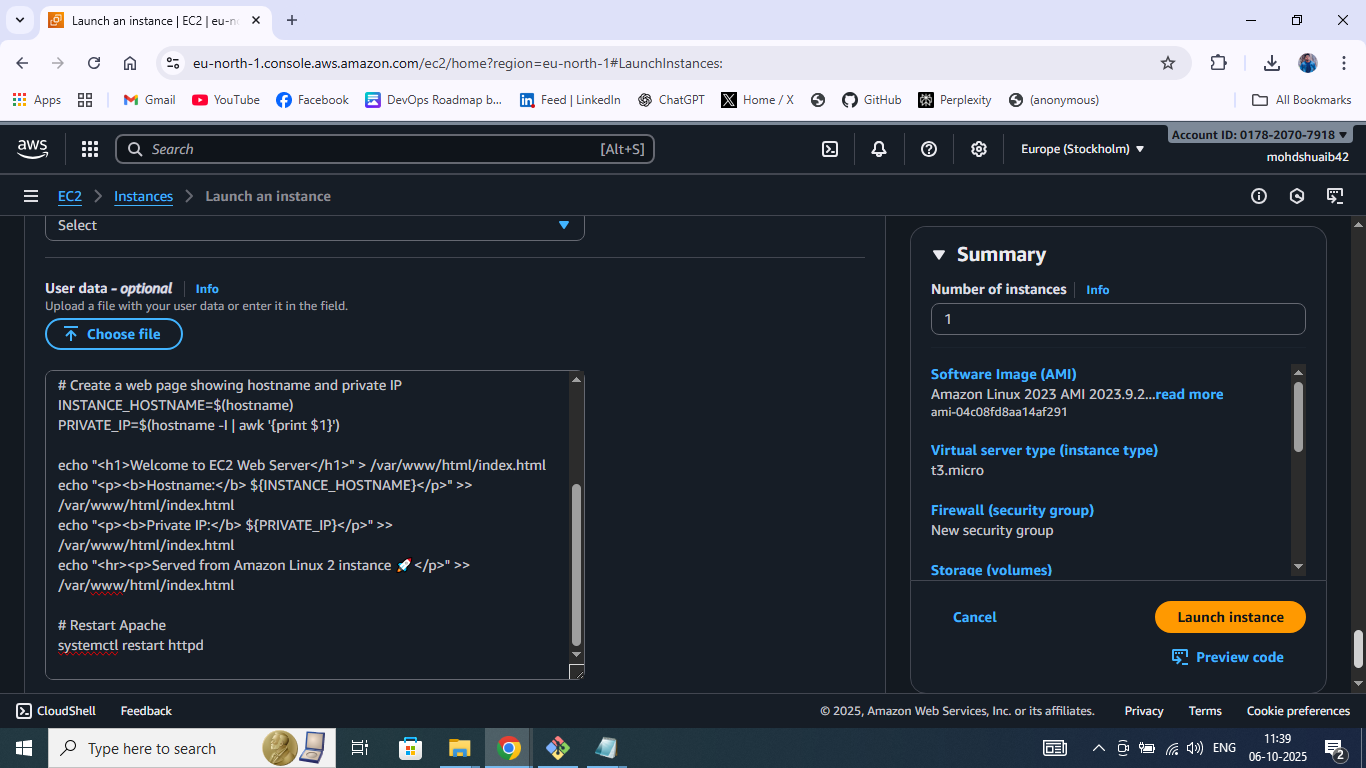 Launch an instance | EC2 | eu-n
eu-north-1.console.aws.amazon.com/ec2/home?region=eu-north-1#LaunchInstances:
Apps
Gmail
YouTube
Facebook
DevOps Roadmap b...
Feed | LinkedIn
ChatGPT
Home / X
GitHub
Perplexity
(anonymous)
All Bookmarks
aws
Search
[Alt+S]
Europe (Stockholm)
Account ID: 0178-2070-7918
mohdshuaib42
EC2
Instances
Launch an instance
Select
User data - optional
Info
Upload a file with your user data or enter it in the field.
Choose file
# Create a web page showing hostname and private IP
INSTANCE_HOSTNAME=$(hostname)
PRIVATE_IP=$(hostname -I | awk '{print $1}')
echo "<h1>Welcome to EC2 Web Server</h1>" > /var/www/html/index.html
echo "<p><b>Hostname:</b> ${INSTANCE_HOSTNAME}</p>" >>
/var/www/html/index.html
echo "<p><b>Private IP:</b> ${PRIVATE_IP}</p>" >>
/var/www/html/index.html
echo "<hr><p>Served from Amazon Linux 2 instance 🚀</p>" >>
/var/www/html/index.html
# Restart Apache
systemctl restart httpd
Summary
Number of instances
Info
1
Software Image (AMI)
Amazon Linux 2023 AMI 2023.9.2...read more
ami-04c08fd8aa14af291
Virtual server type (instance type)
t3.micro
Firewall (security group)
New security group
Storage (volumes)
Cancel
Launch instance
Preview code
CloudShell
Feedback
© 2025, Amazon Web Services, Inc. or its affiliates.
Privacy
Terms
Cookie preferences
Type here to search
ENG
11:39
06-10-2025
2